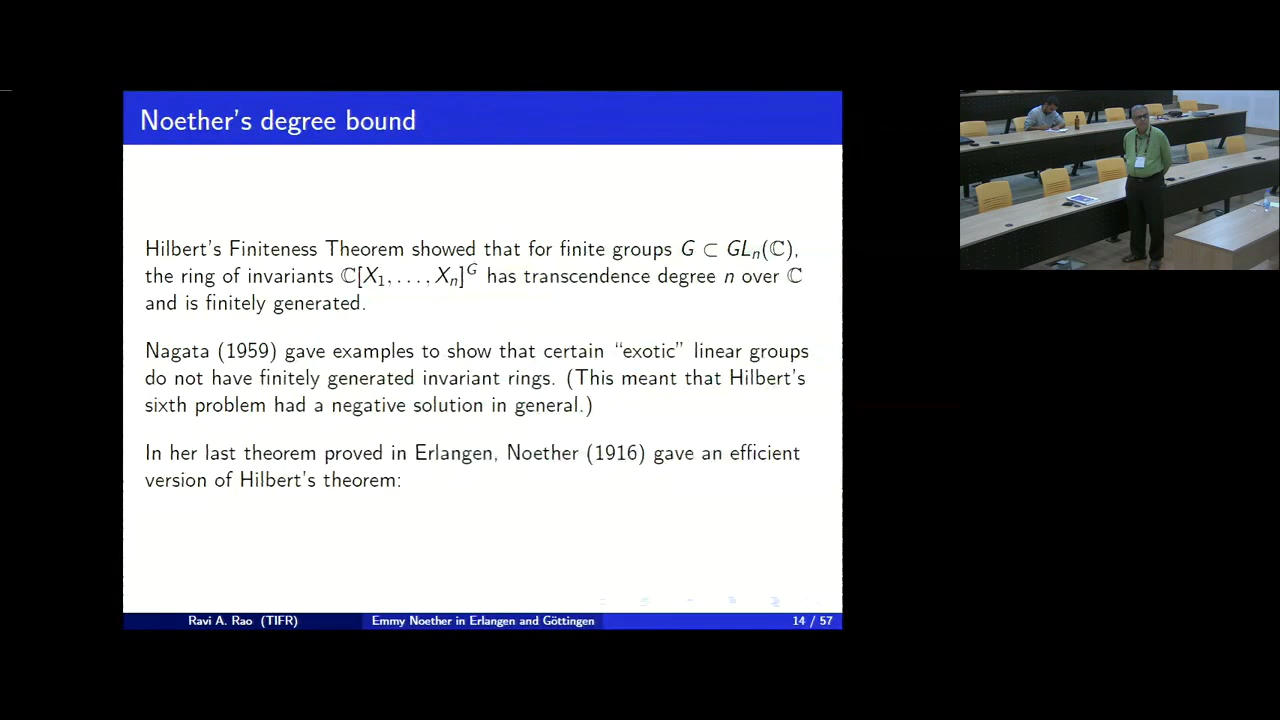 Noether's degree bound
Hilbert's Finiteness Theorem showed that for finite groups G ⊂ GLₙ(ℂ),
the ring of invariants ℂ[X₁, . . . , Xₙ]ᴳ has transcendence degree n over ℂ
and is finitely generated.
Nagata (1959) gave examples to show that certain “exotic” linear groups
do not have finitely generated invariant rings. (This meant that Hilbert's
sixth problem had a negative solution in general.)
In her last theorem proved in Erlangen, Noether (1916) gave an efficient
version of Hilbert's theorem:
Ravi A. Rao (TIFR) Emmy Noether in Erlangen and Göttingen 14 / 57